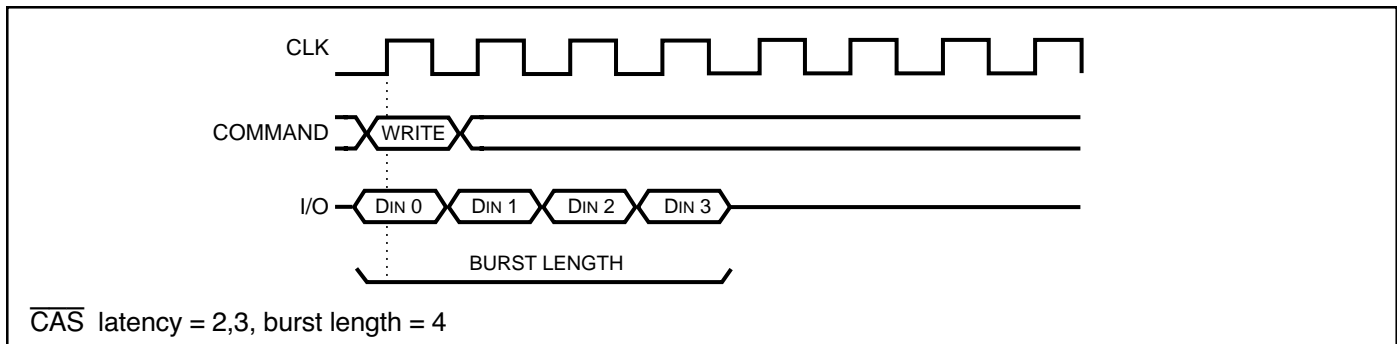 CLK
COMMAND WRITE
I/O DIN 0 DIN 1 DIN 2 DIN 3
BURST LENGTH
CAS latency = 2,3, burst length = 4